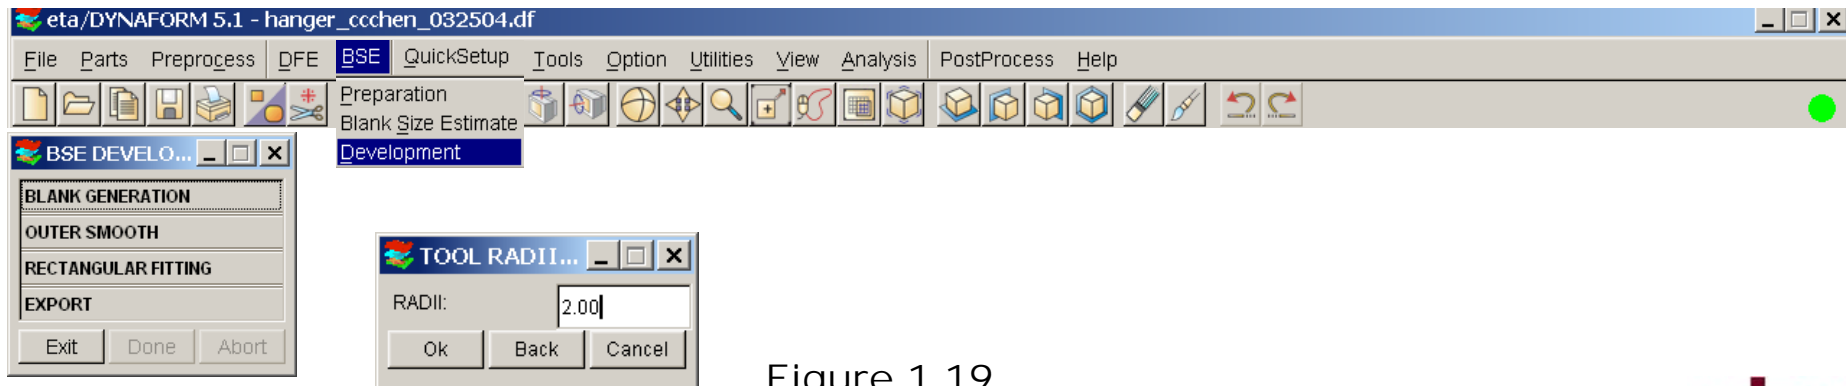 eta/DYNAFORM 5.1 - hanger_ccchen_032504.df
File Parts Preprocess DFE BSE QuickSetup Tools Option Utilities View Analysis PostProcess Help
Preparation
Blank Size Estimate
Development
BSE DEVELO...
BLANK GENERATION
OUTER SMOOTH
RECTANGULAR FITTING
EXPORT
Exit Done Abort
TOOL RADII...
RADII: 2.00
Ok Back Cancel
Figure 1.19